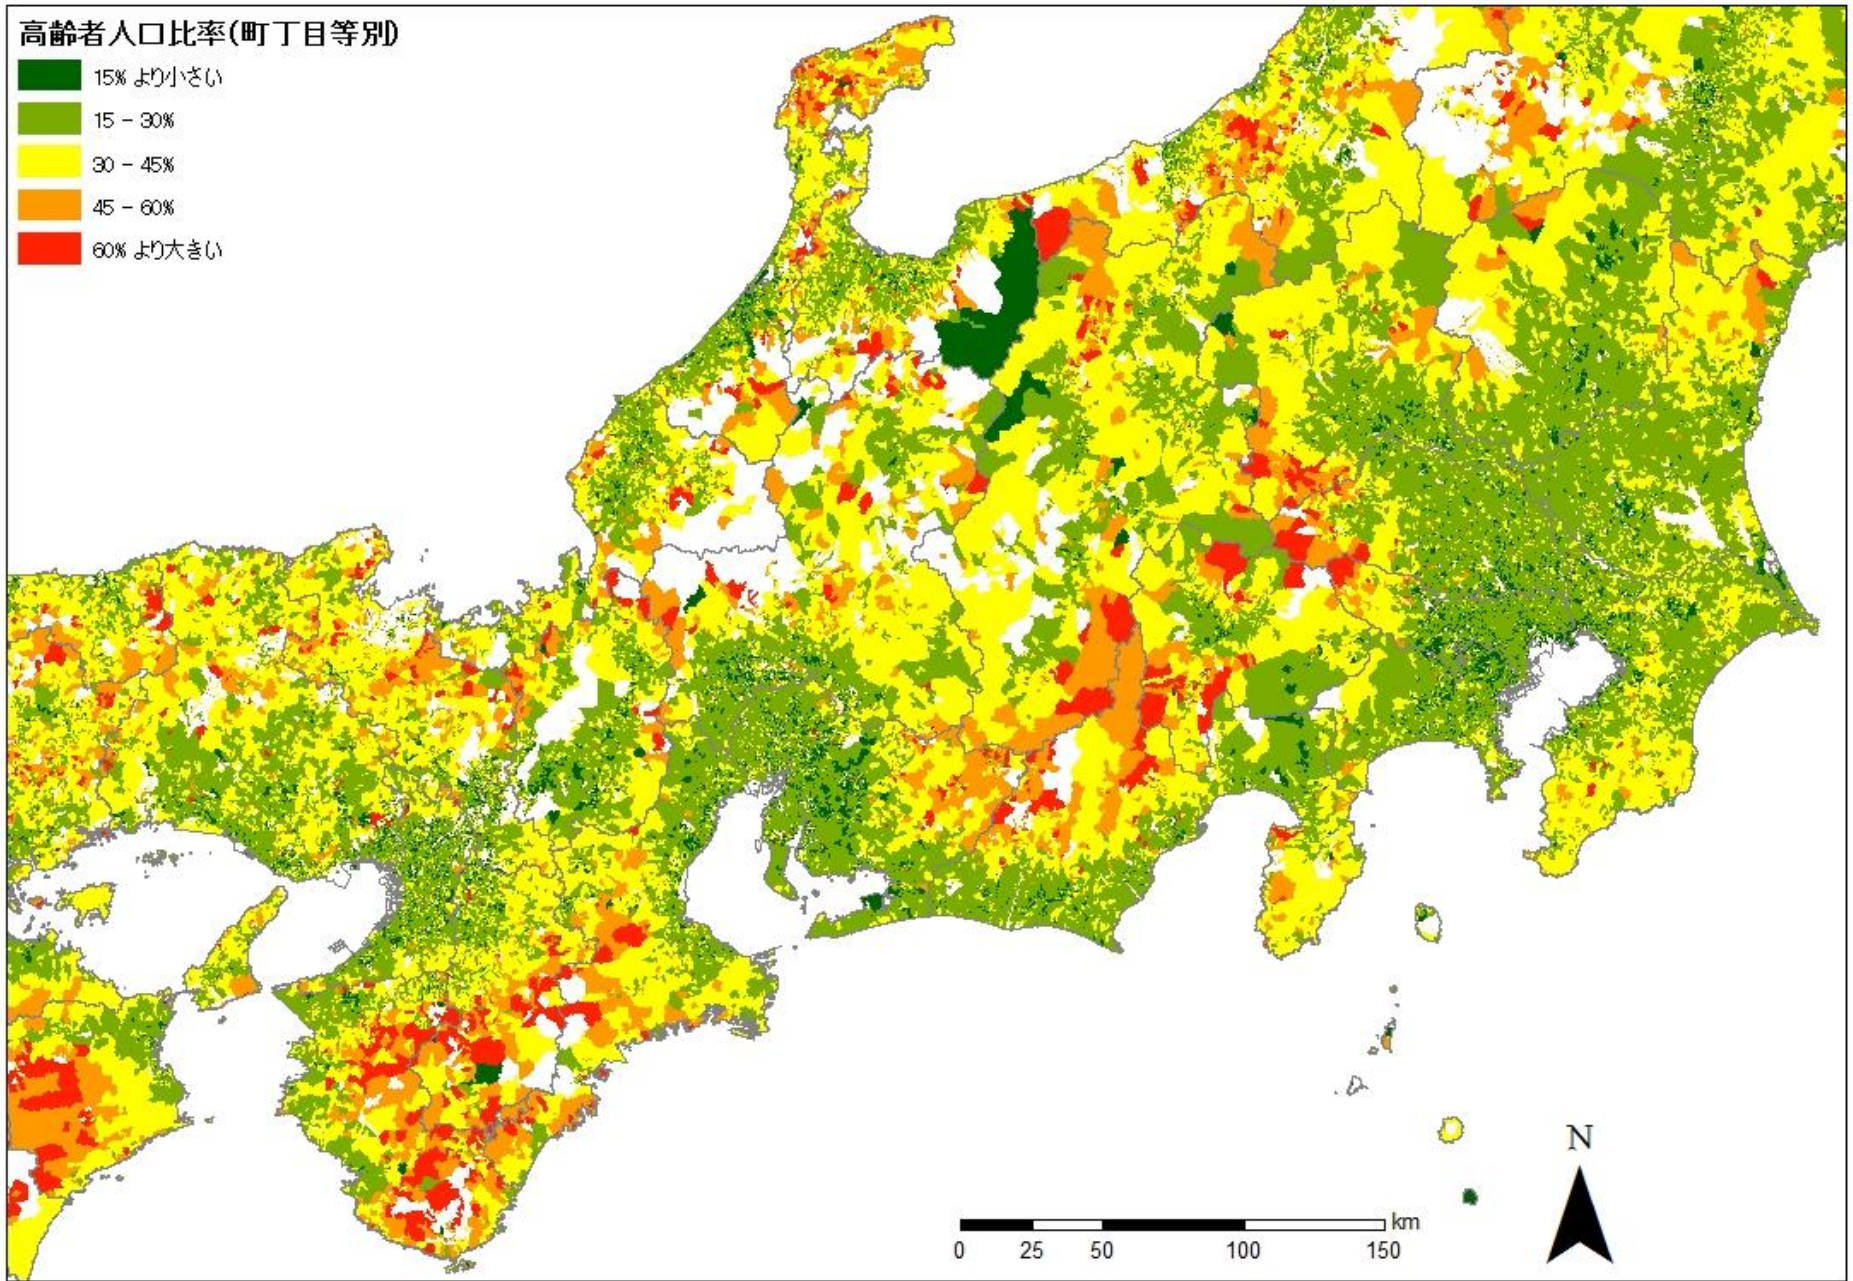 高齢者人口比率(町丁目等別)
15% より小さい
15 - 30%
30 - 45%
45 - 60%
60% より大きい
N
km
0 25 50 100 150